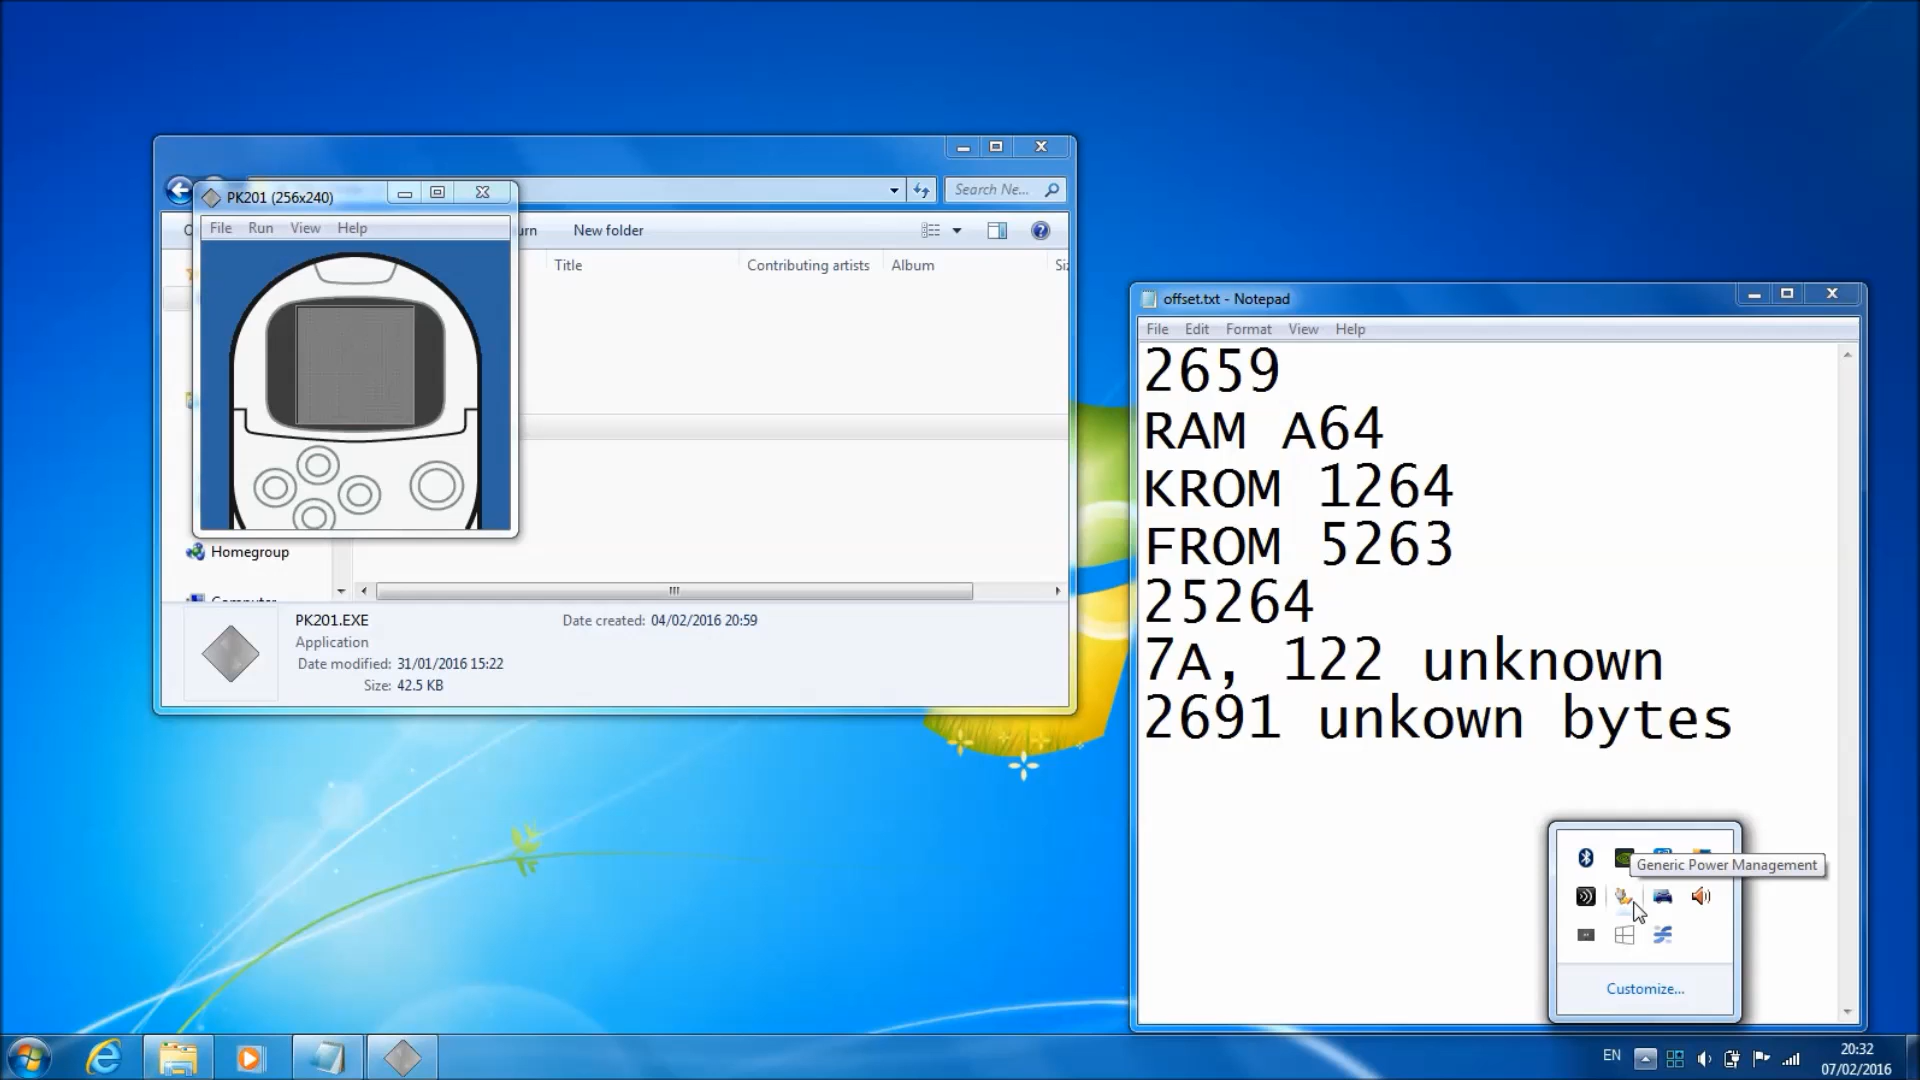 PK201 (256x240)
File Run View Help
Search Ne...
New folder
Title Contributing artists Album
Homegroup
PK201.EXE
Application
Date modified: 31/01/2016 15:22
Size: 42.5 KB
Date created: 04/02/2016 20:59
offset.txt - Notepad
File Edit Format View Help
2659
RAM A64
KROM 1264
FROM 5263
25264
7A, 122 unknown
2691 unkown bytes
Generic Power Management
Customize...
EN
20:32
07/02/2016